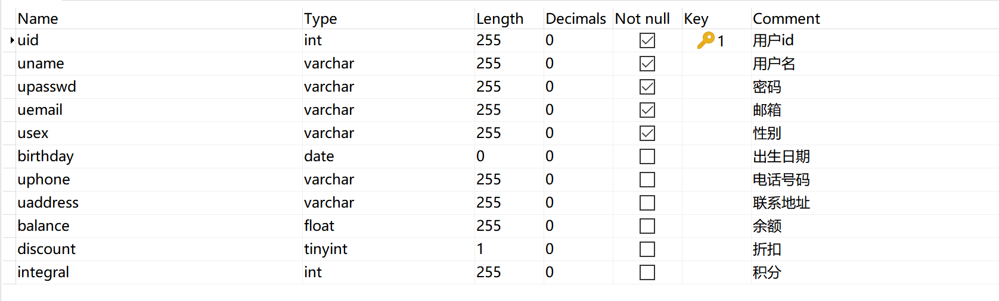 Name Type Length Decimals Not null Key Comment
uid int 255 0 1 用户id
uname varchar 255 0 用户名
upasswd varchar 255 0 密码
uemail varchar 255 0 邮箱
usex varchar 255 0 性别
birthday date 0 0 出生日期
uphone varchar 255 0 电话号码
uaddress varchar 255 0 联系地址
balance float 255 0 余额
discount tinyint 1 0 折扣
integral int 255 0 积分